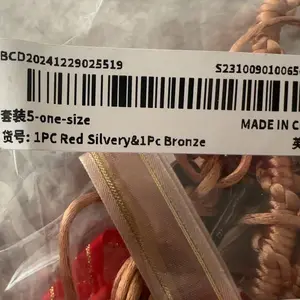 BCD20241229025519 S231009010065
套装5-one-size MADE IN C
货号: 1PC Red Silvery&1Pc Bronze